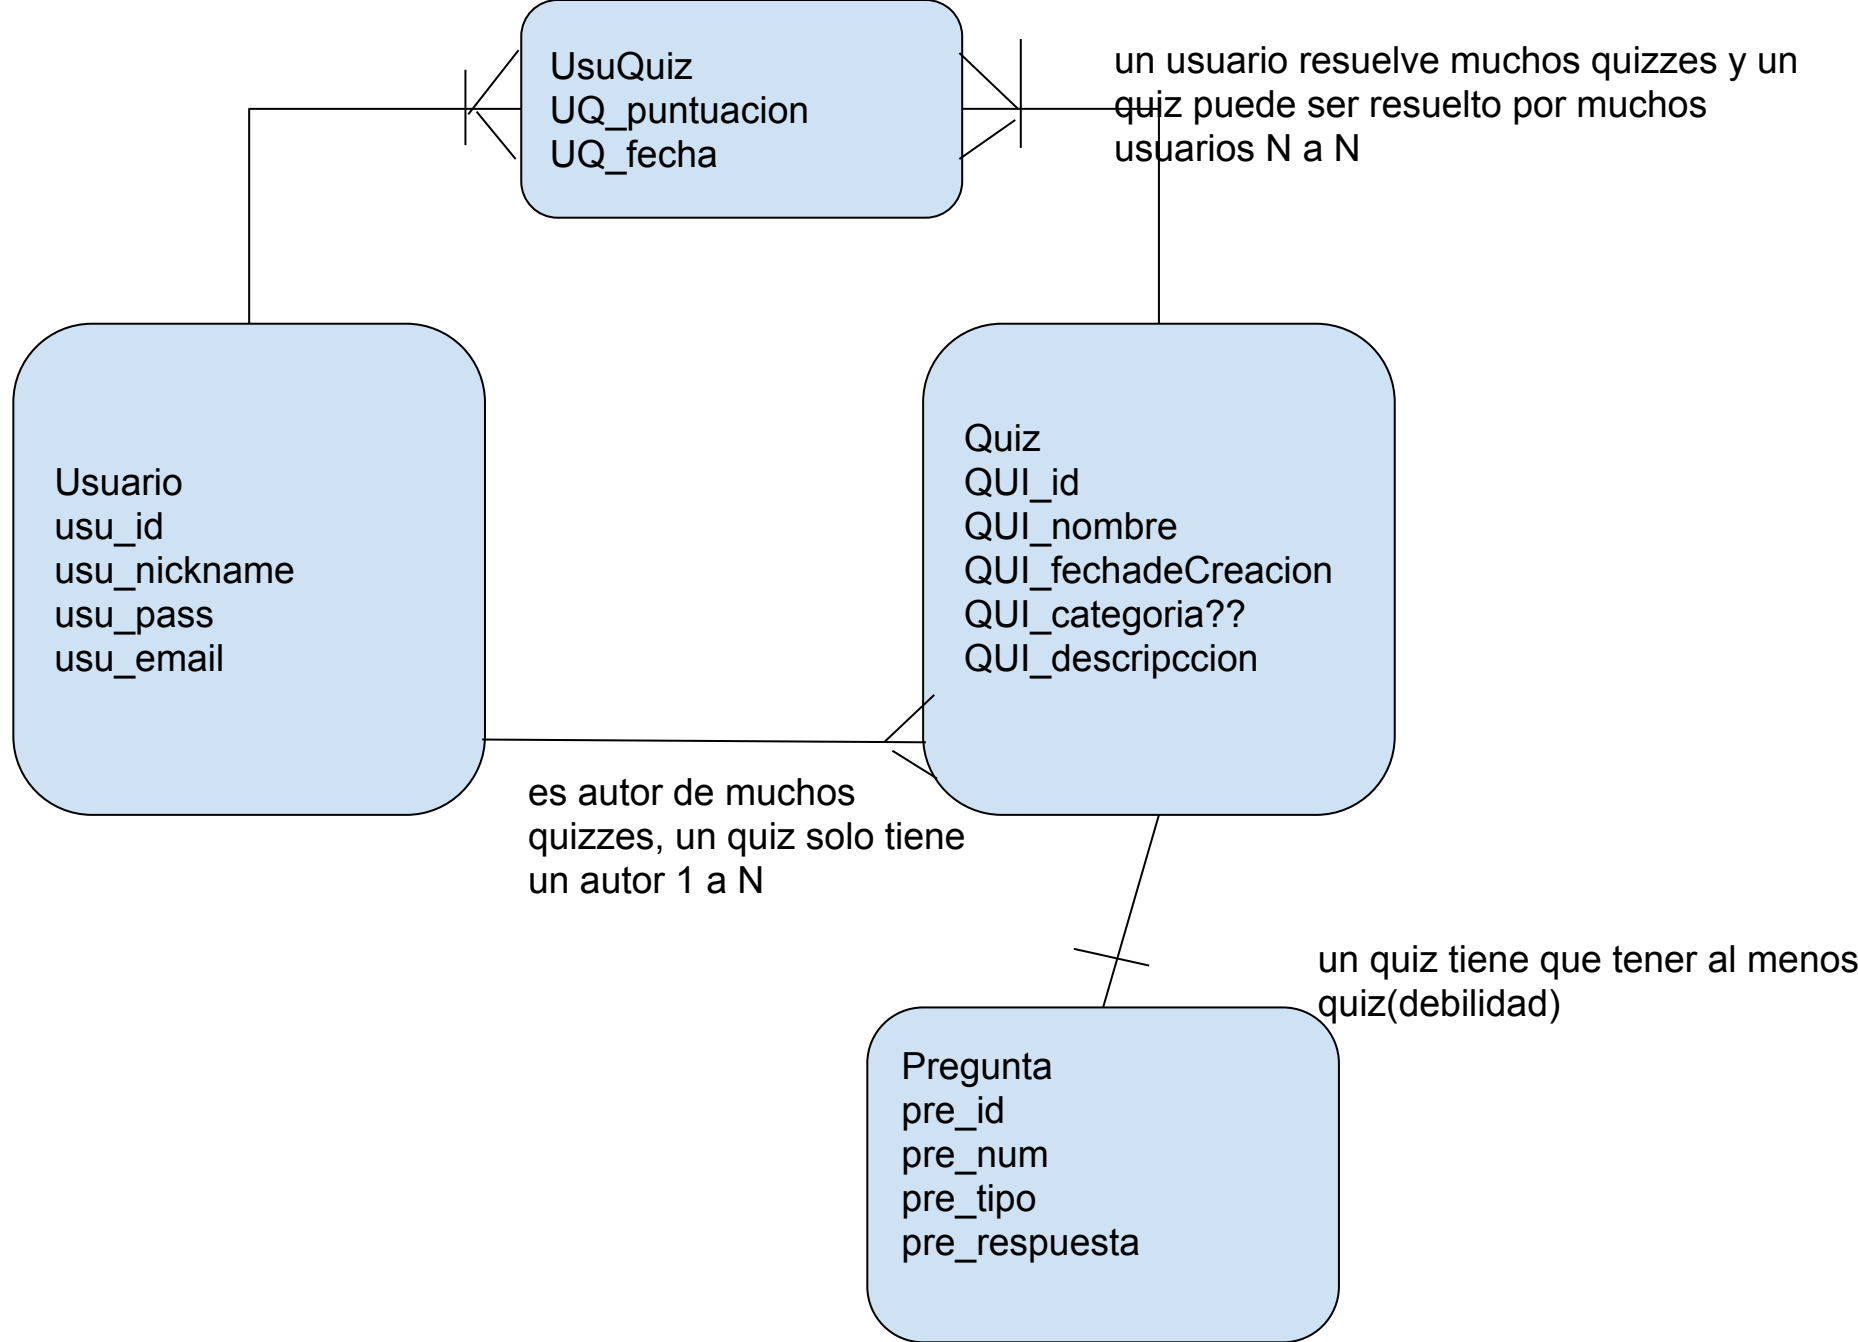 UsuQuiz
UQ_puntuacion
UQ_fecha
un usuario resuelve muchos quizzes y un
quiz puede ser resuelto por muchos
usuarios N a N
Usuario
usu_id
usu_nickname
usu_pass
usu_email
Quiz
QUI_id
QUI_nombre
QUI_fechadeCreacion
QUI_categoria??
QUI_descripccion
es autor de muchos
quizzes, un quiz solo tiene
un autor 1 a N
un quiz tiene que tener al menos
quiz(debilidad)
Pregunta
pre_id
pre_num
pre_tipo
pre_respuesta